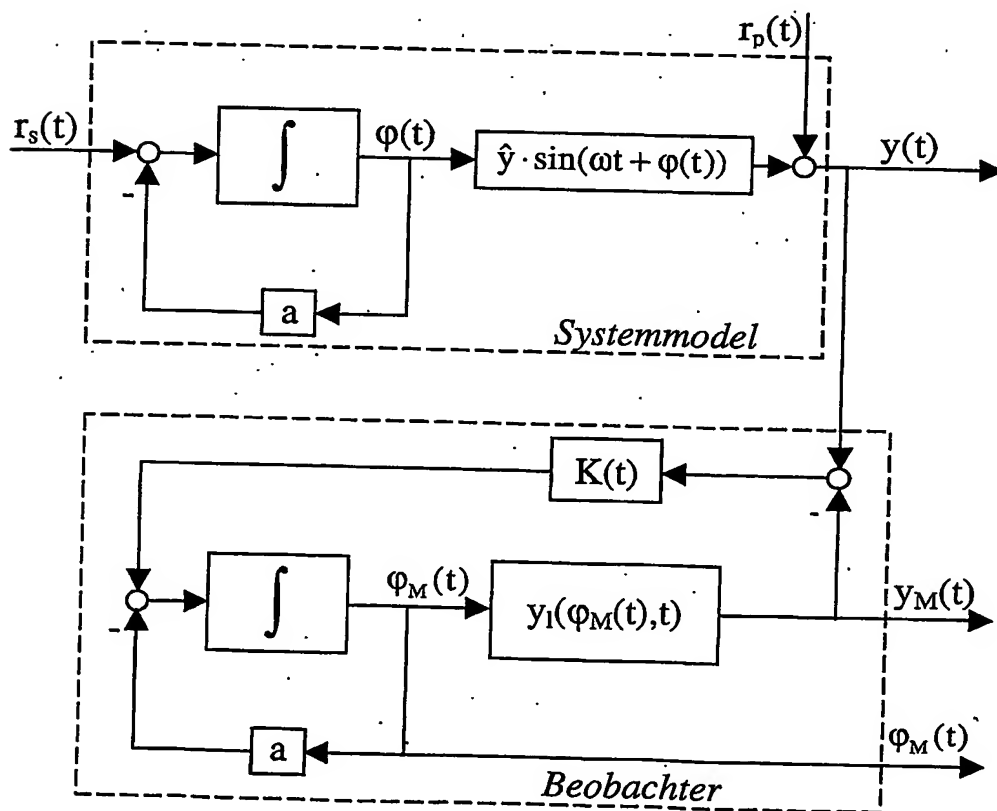 r_p(t)
r_s(t)
-
∫
φ(t)
ŷ · sin(ωt + φ(t))
y(t)
a
Systemmodel
K(t)
-
-
∫
φ_M(t)
y_l(φ_M(t),t)
y_M(t)
a
φ_M(t)
Beobachter